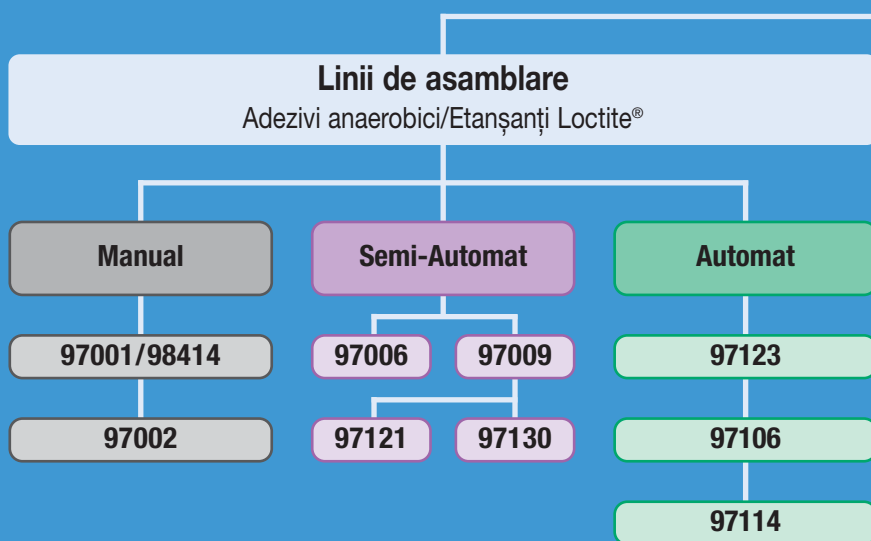 Linii de asamblare
Adezivi anaerobici/Etanșanți Loctite®
Manual
Semi-Automat
Automat
97001/98414
97006
97009
97123
97002
97121
97130
97106
97114